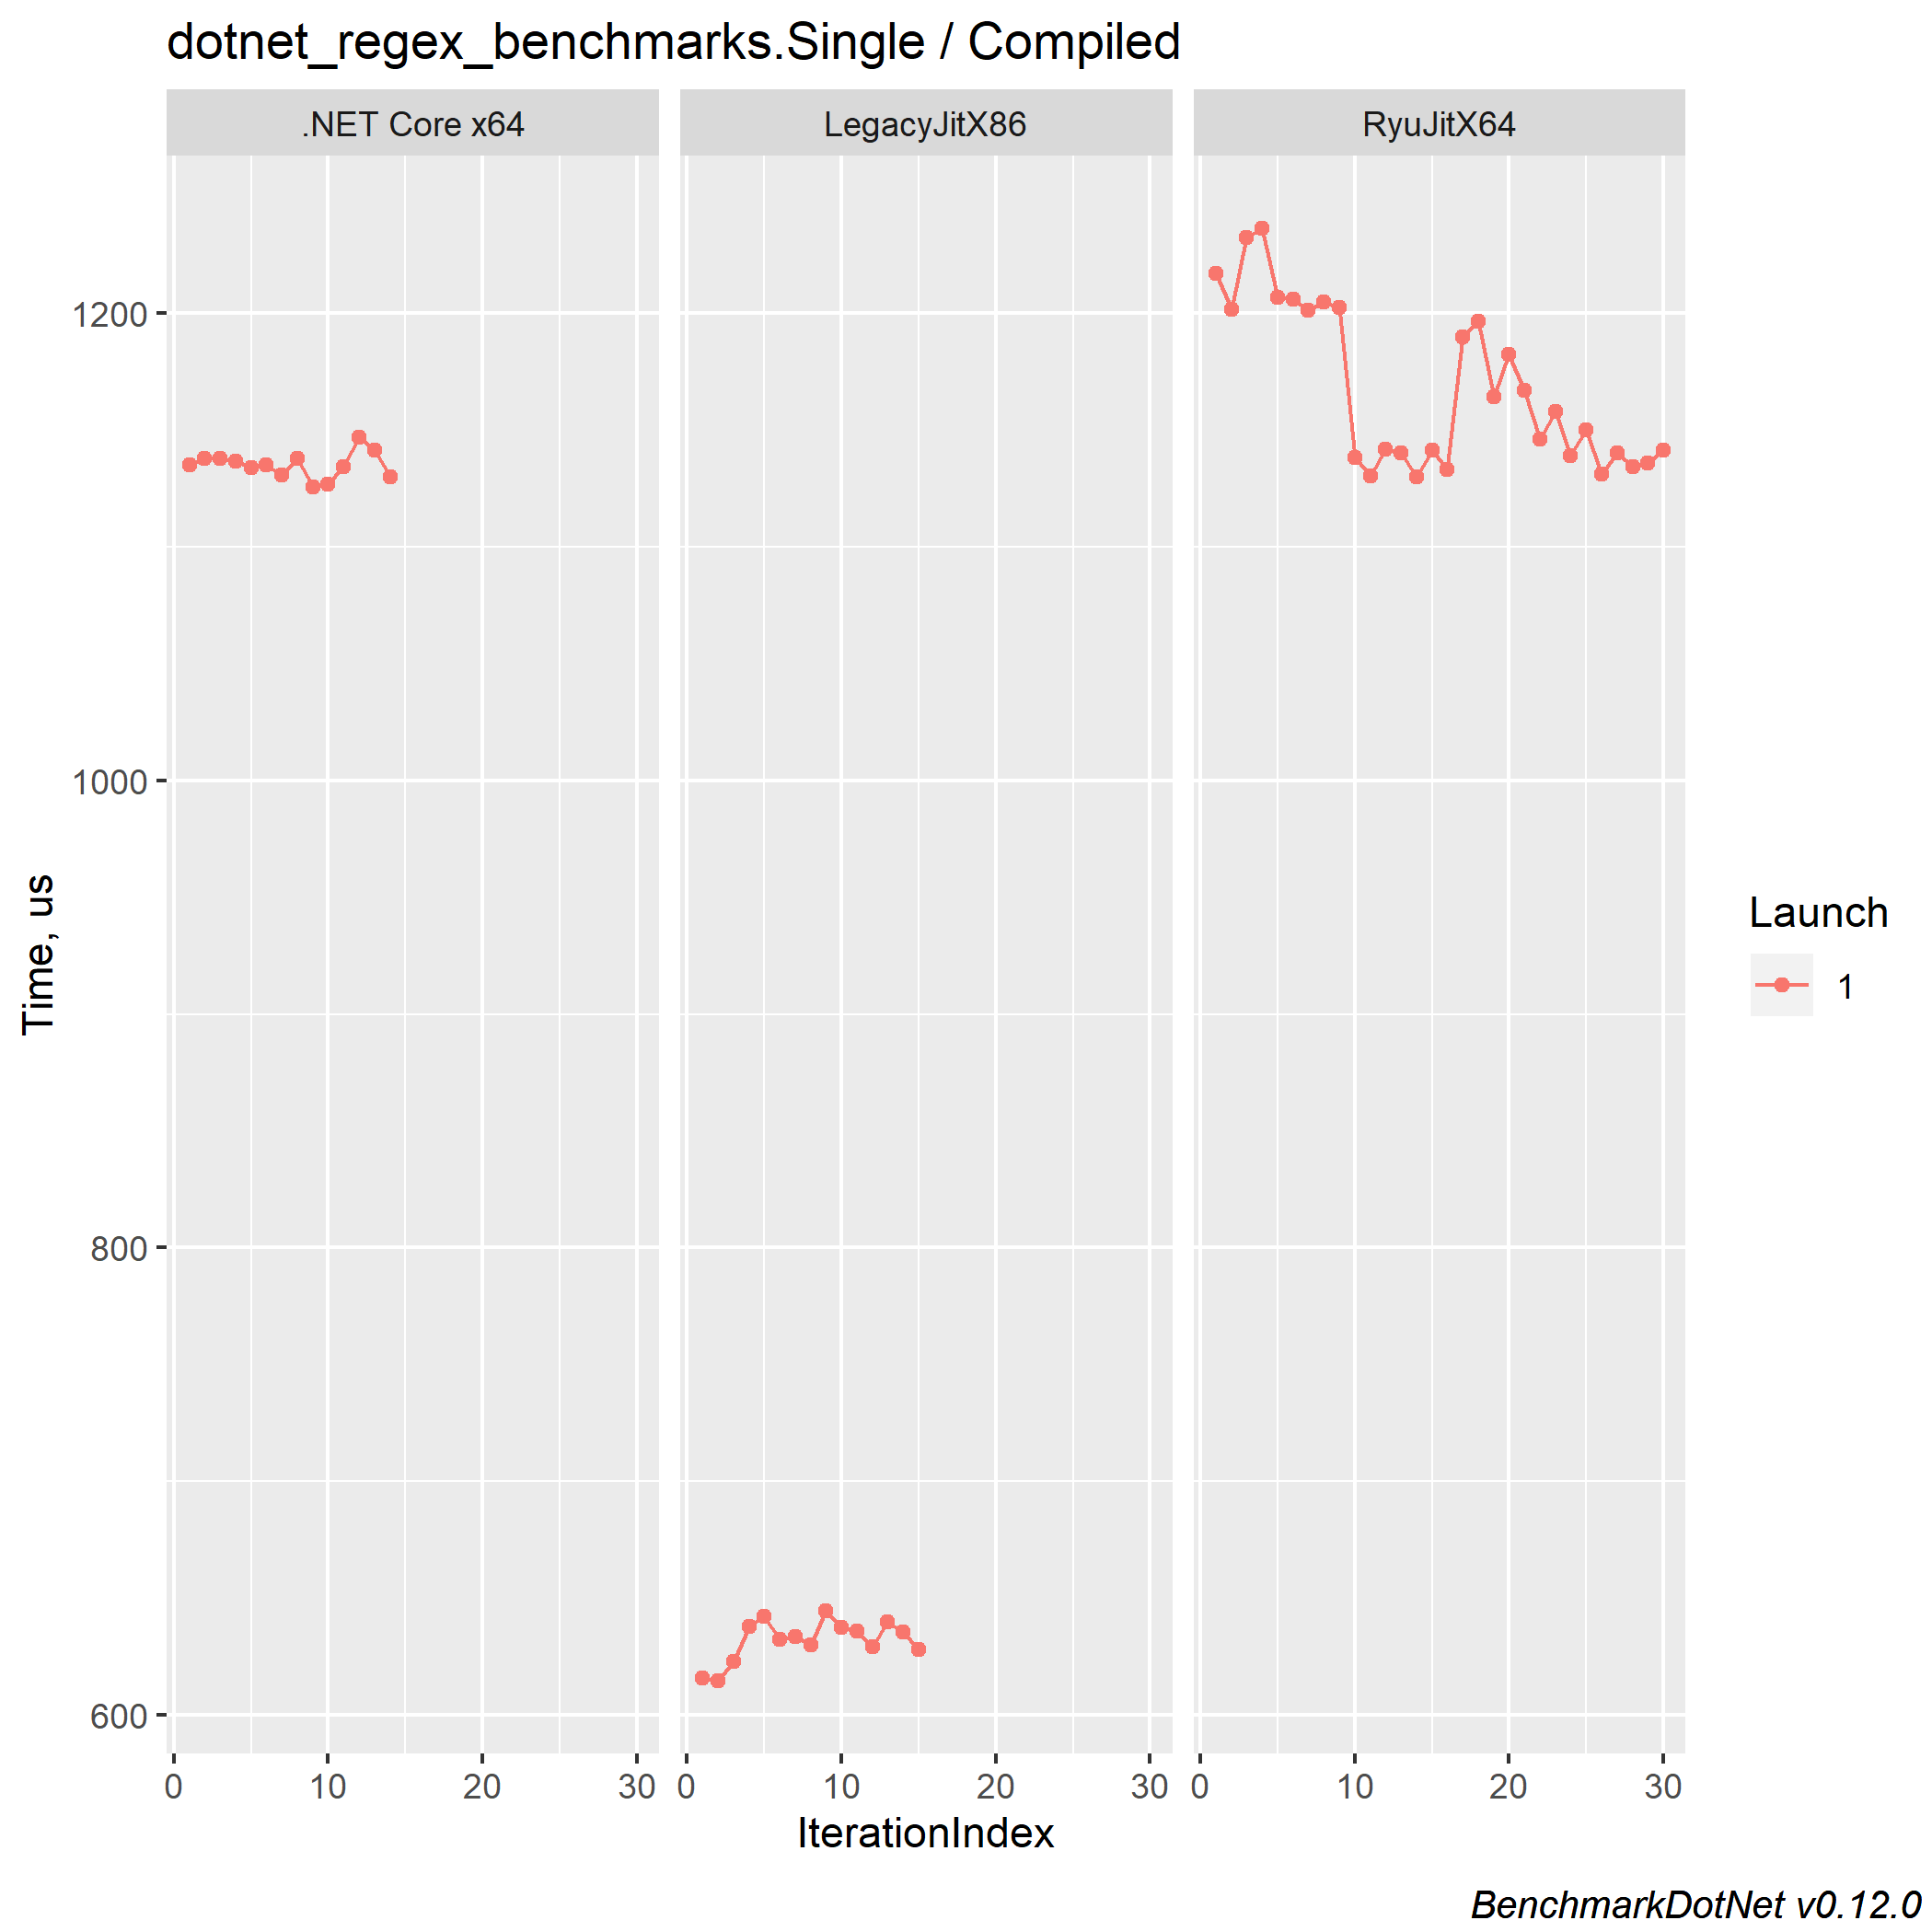 dotnet_regex_benchmarks.Single / Compiled
.NET Core x64
LegacyJitX86
RyuJitX64
1200
1000
800
600
Time, us
0 10 20 30
0 10 20 30
0 10 20 30
IterationIndex
Launch
1
BenchmarkDotNet v0.12.0